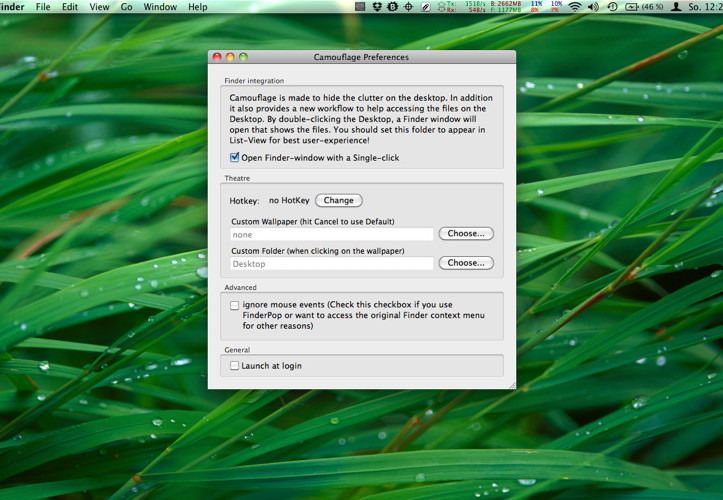 inder File Edit View Go Window Help Tx: 151B/s B: 2662MB 11% 10% (46 %) So. 12:2
Rx: 54B/s F: 1177MB 8% 7%
Camouflage Preferences
Finder integration
Camouflage is made to hide the clutter on the desktop. In addition
it also provides a new workflow to help accessing the files on the
Desktop. By double-clicking the Desktop, a Finder window will
open that shows the files. You should set this folder to appear in
List-View for best user-experience!
Open Finder-window with a Single-click
Theatre
Hotkey: no HotKey Change
Custom Wallpaper (hit Cancel to use Default)
none Choose...
Custom Folder (when clicking on the wallpaper)
Desktop Choose...
Advanced
ignore mouse events (Check this checkbox if you use
FinderPop or want to access the original Finder context menu
for other reasons)
General
Launch at login